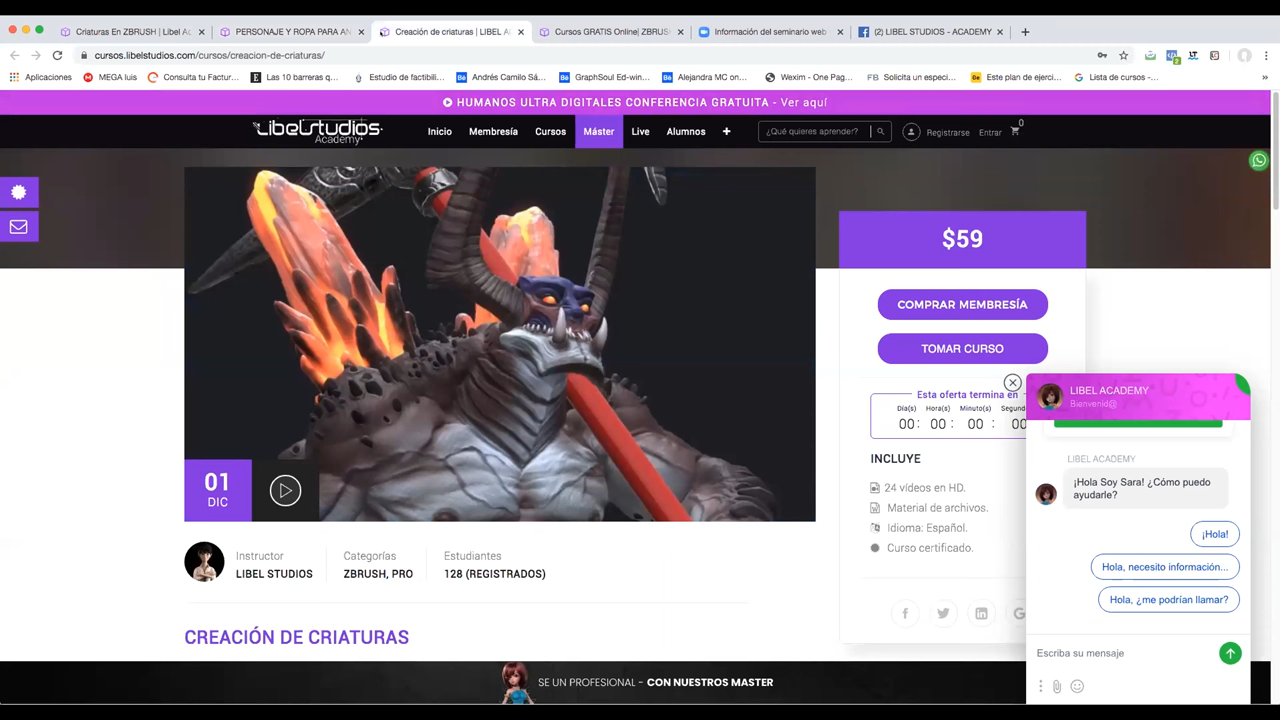 Criaturas En ZBRUSH | Libel Ac
PERSONAJE Y ROPA PARA AN
Creación de criaturas | LIBEL A
Cursos GRATIS Online| ZBRUS
Información del seminario web
(2) LIBEL STUDIOS - ACADEMY
cursos.libelstudios.com/cursos/creacion-de-criaturas/
Aplicaciones
MEGA luis
Consulta tu Factura...
Las 10 barreras q...
Estudio de factibili...
Andrés Camilo Sá...
GraphSoul Ed-win...
Alejandra MC on...
Wexim - One Pag...
FB Solicita un especi...
Este plan de ejerci...
Lista de cursos -...
HUMANOS ULTRA DIGITALES CONFERENCIA GRATUITA - Ver aquí
Libelstudios
Academy
Inicio
Membresía
Cursos
Máster
Live
Alumnos
¿Qué quieres aprender?
Registrarse
Entrar
0
$59
COMPRAR MEMBRESÍA
TOMAR CURSO
Esta oferta termina en
Día(s) Hora(s) Minuto(s) Segund
00: 00: 00: 00
INCLUYE
24 vídeos en HD.
Material de archivos.
Idioma: Español.
Curso certificado.
01
DIC
Instructor
LIBEL STUDIOS
Categorías
ZBRUSH, PRO
Estudiantes
128 (REGISTRADOS)
CREACIÓN DE CRIATURAS
SE UN PROFESIONAL - CON NUESTROS MASTER
LIBEL ACADEMY
Bienvenid@
LIBEL ACADEMY
¡Hola Soy Sara! ¿Cómo puedo
ayudarle?
¡Hola!
Hola, necesito información...
Hola, ¿me podrían llamar?
Escriba su mensaje